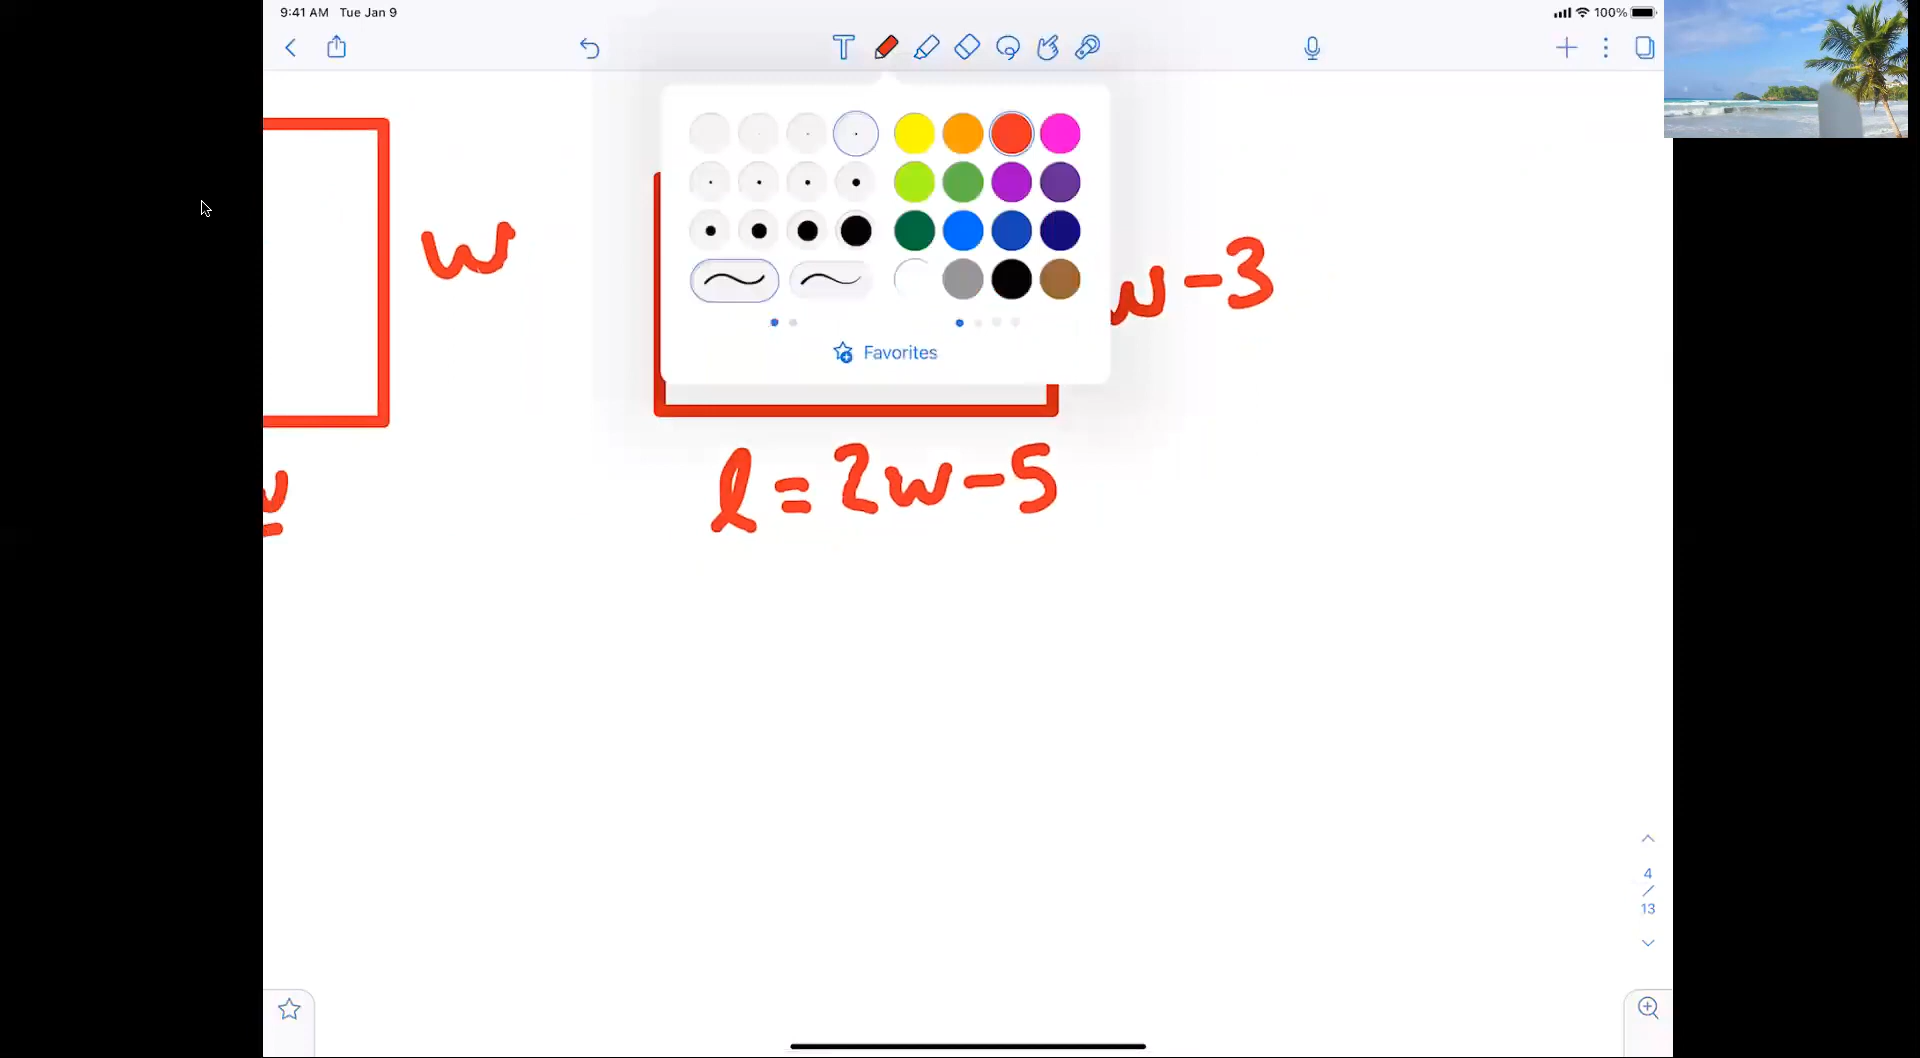 9:41 AM Tue Jan 9
100%
T
w
w-3
Favorites
l = 2w-5
4
/
13